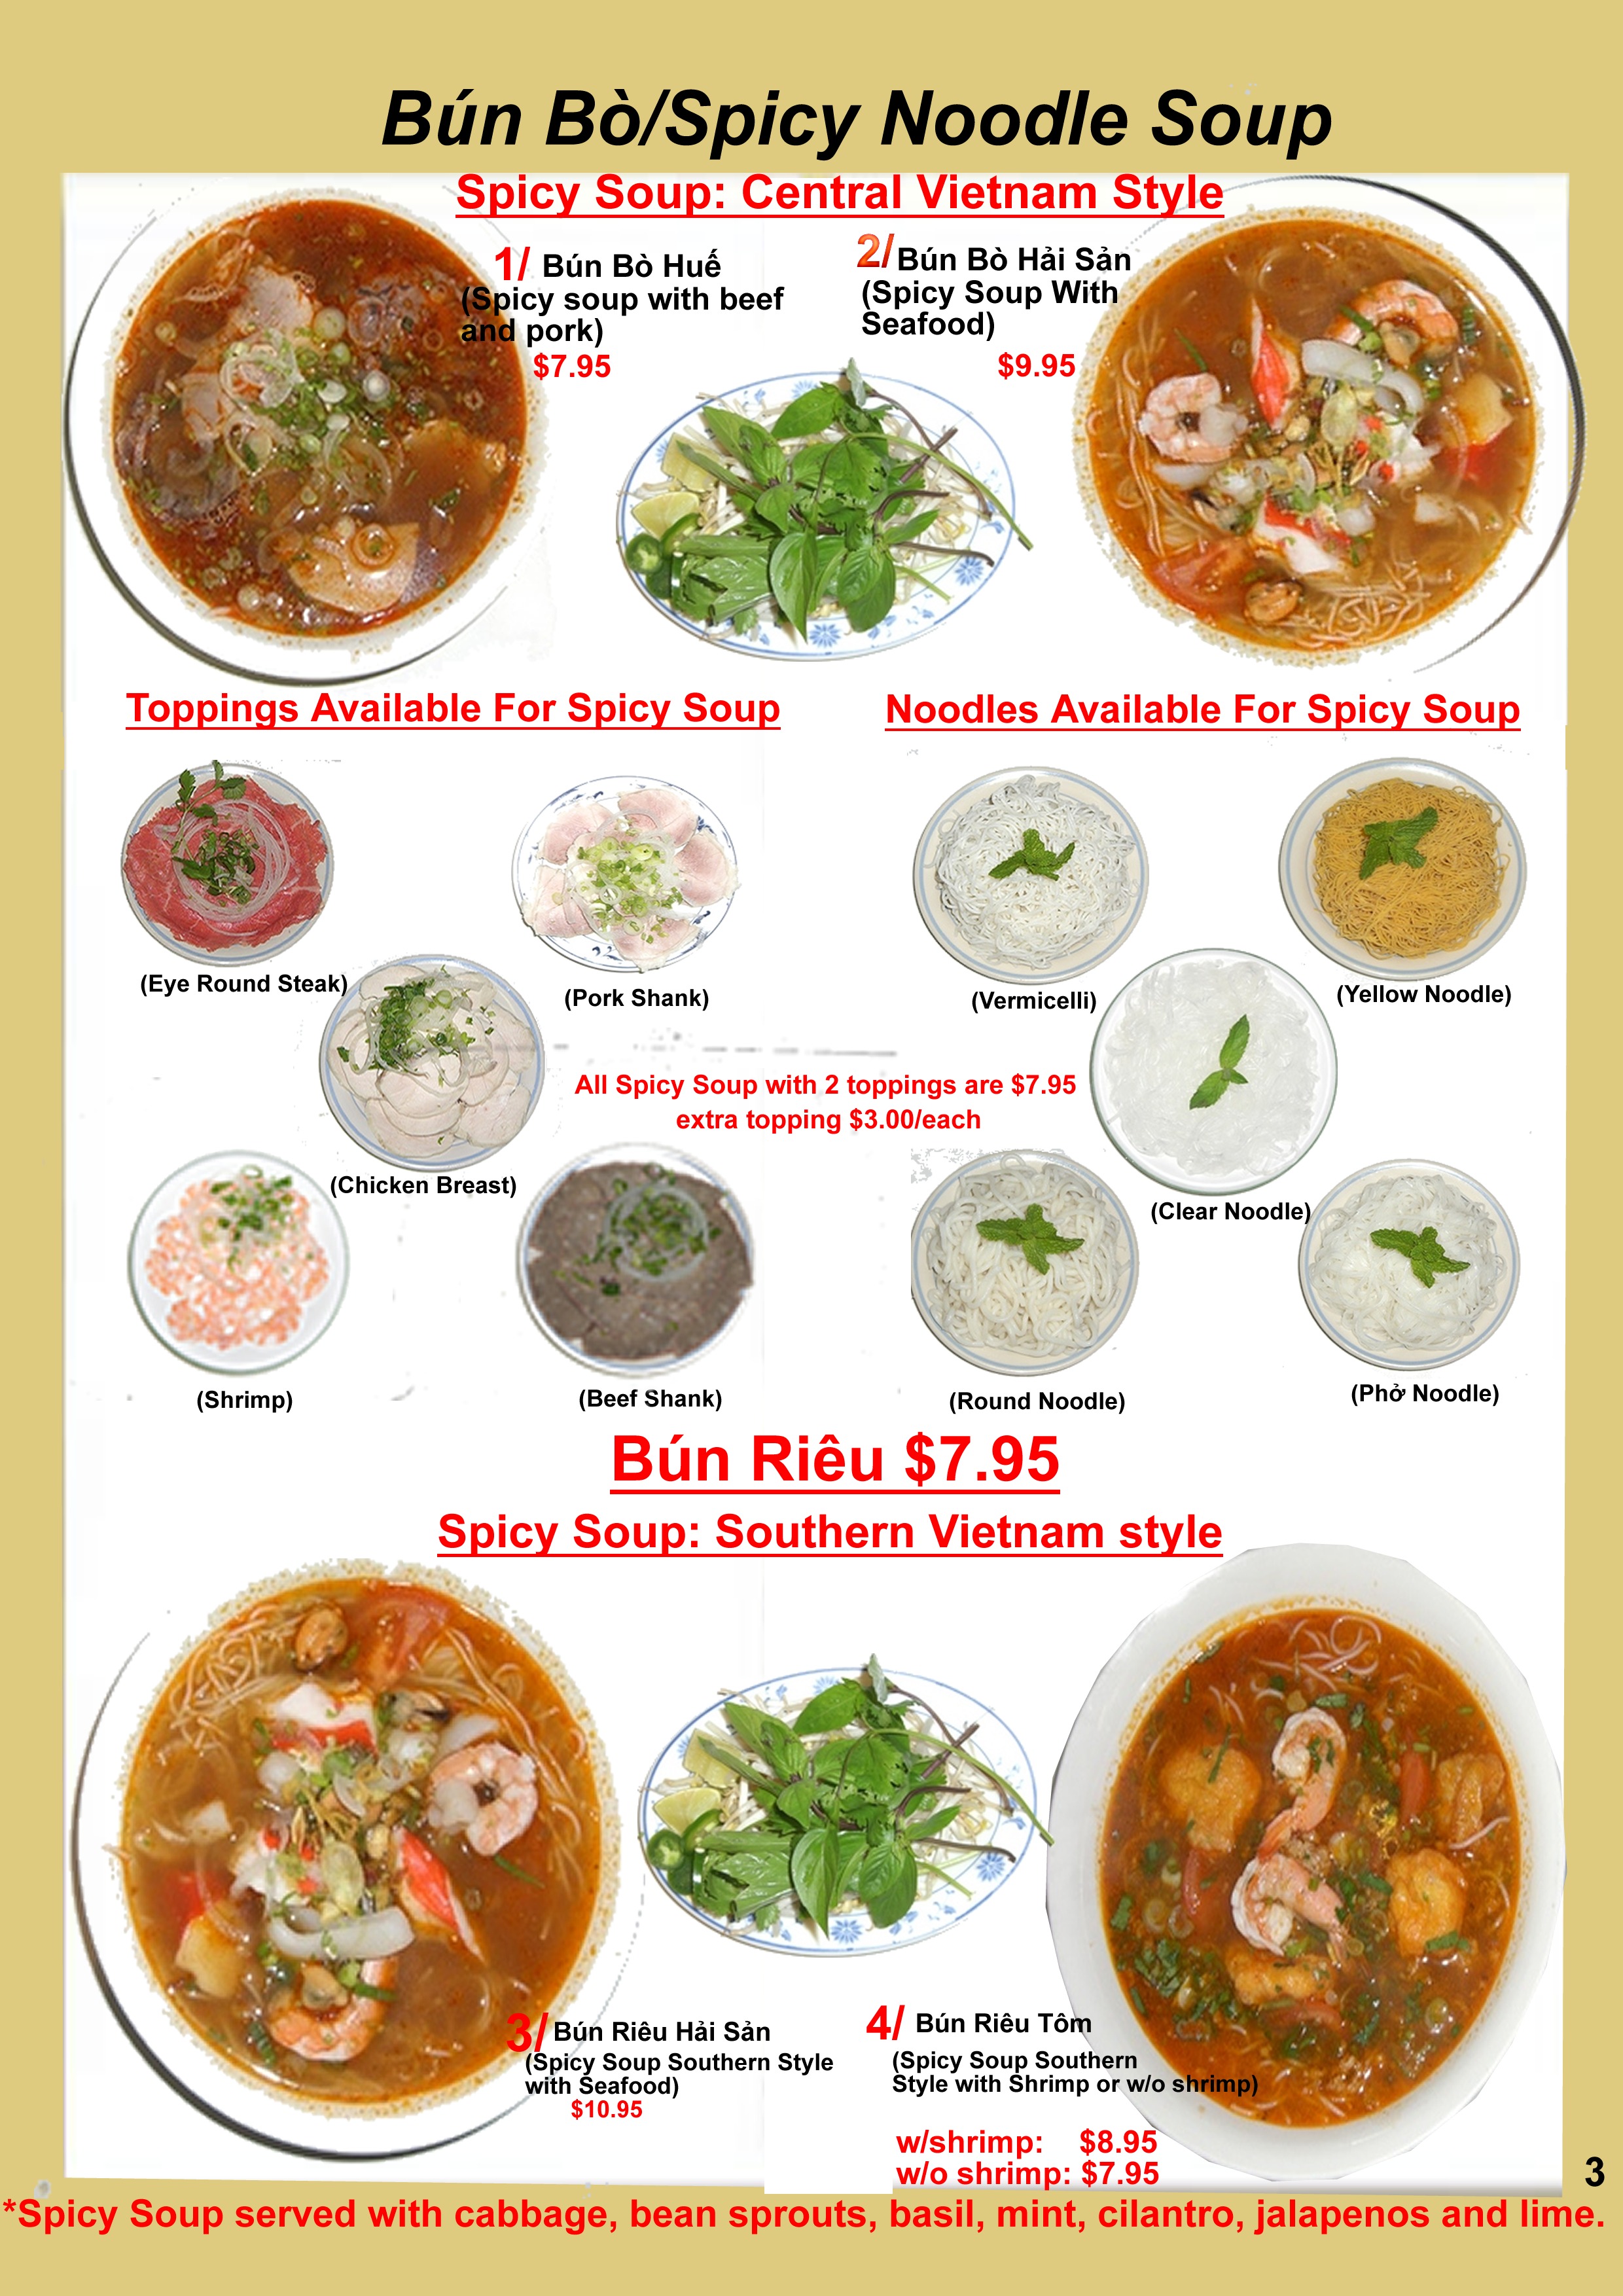 Bún Bò/Spicy Noodle Soup
Spicy Soup: Central Vietnam Style
1/ Bún Bò Huế
(Spicy soup with beef
and pork)
$7.95
2/ Bún Bò Hải Sản
(Spicy Soup With
Seafood)
$9.95
Toppings Available For Spicy Soup
(Eye Round Steak)
(Pork Shank)
(Chicken Breast)
(Shrimp)
(Beef Shank)
Noodles Available For Spicy Soup
(Vermicelli)
(Yellow Noodle)
(Clear Noodle)
(Round Noodle)
(Phở Noodle)
All Spicy Soup with 2 toppings are $7.95
extra topping $3.00/each
Bún Riêu $7.95
Spicy Soup: Southern Vietnam style
3/ Bún Riêu Hải Sản
(Spicy Soup Southern Style
with Seafood)
$10.95
4/ Bún Riêu Tôm
(Spicy Soup Southern
Style with Shrimp or w/o shrimp)
w/shrimp: $8.95
w/o shrimp: $7.95
3
*Spicy Soup served with cabbage, bean sprouts, basil, mint, cilantro, jalapenos and lime.